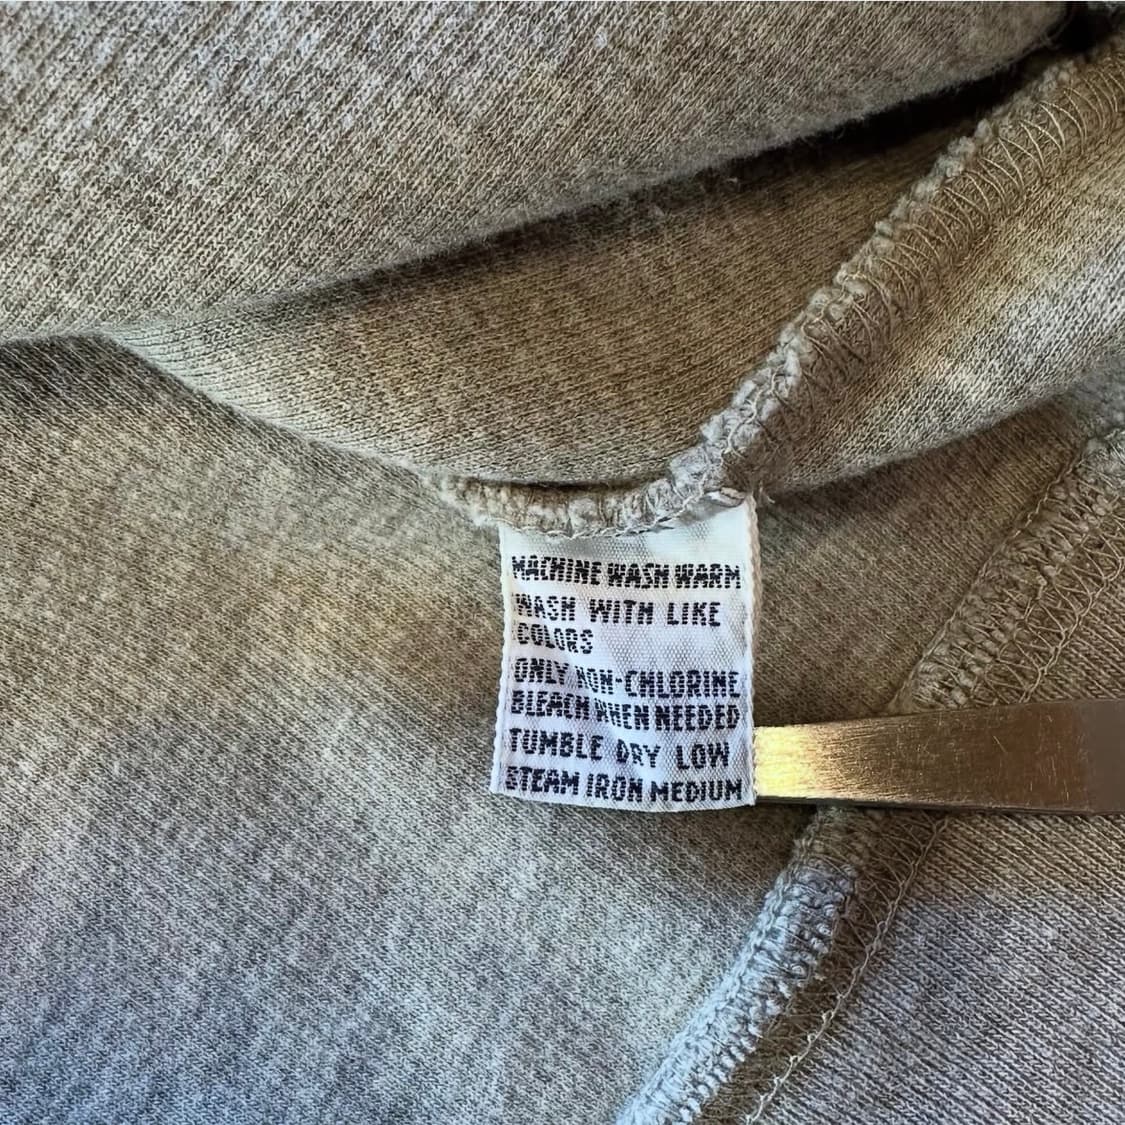 MACHINE WASH WARM
WASH WITH LIKE
COLORS
ONLY NON-CHLORINE
BLEACH WHEN NEEDED
TUMBLE DRY LOW
STEAM IRON MEDIUM